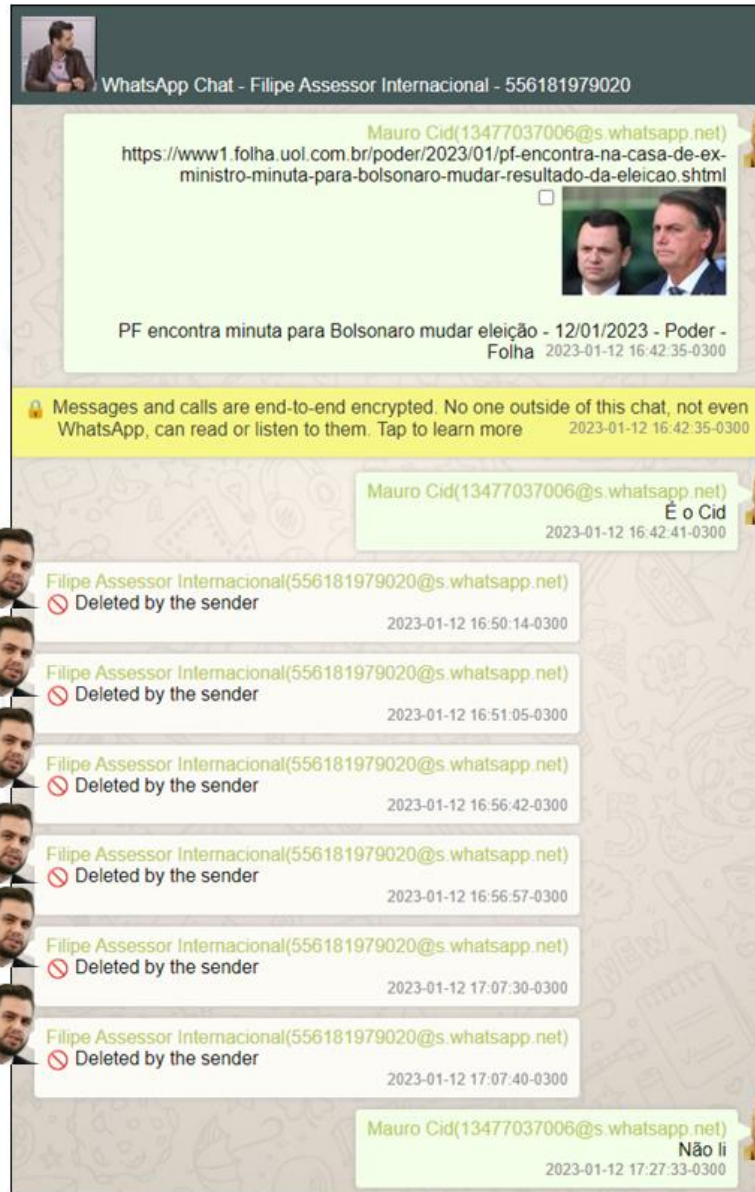 WhatsApp Chat - Filipe Assessor Internacional - 556181979020
Mauro Cid(13477037006@s.whatsapp.net)
https://www1.folha.uol.com.br/poder/2023/01/pf-encontra-na-casa-de-ex-
ministro-minuta-para-bolsonaro-mudar-resultado-da-eleicao.shtml
PF encontra minuta para Bolsonaro mudar eleição - 12/01/2023 - Poder -
Folha 2023-01-12 16:42:35-0300
Messages and calls are end-to-end encrypted. No one outside of this chat, not even
WhatsApp, can read or listen to them. Tap to learn more 2023-01-12 16:42:35-0300
Mauro Cid(13477037006@s.whatsapp.net)
É o Cid
2023-01-12 16:42:41-0300
Filipe Assessor Internacional(556181979020@s.whatsapp.net)
Deleted by the sender
2023-01-12 16:50:14-0300
Filipe Assessor Internacional(556181979020@s.whatsapp.net)
Deleted by the sender
2023-01-12 16:51:05-0300
Filipe Assessor Internacional(556181979020@s.whatsapp.net)
Deleted by the sender
2023-01-12 16:56:42-0300
Filipe Assessor Internacional(556181979020@s.whatsapp.net)
Deleted by the sender
2023-01-12 16:56:57-0300
Filipe Assessor Internacional(556181979020@s.whatsapp.net)
Deleted by the sender
2023-01-12 17:07:30-0300
Filipe Assessor Internacional(556181979020@s.whatsapp.net)
Deleted by the sender
2023-01-12 17:07:40-0300
Mauro Cid(13477037006@s.whatsapp.net)
Não li
2023-01-12 17:27:33-0300